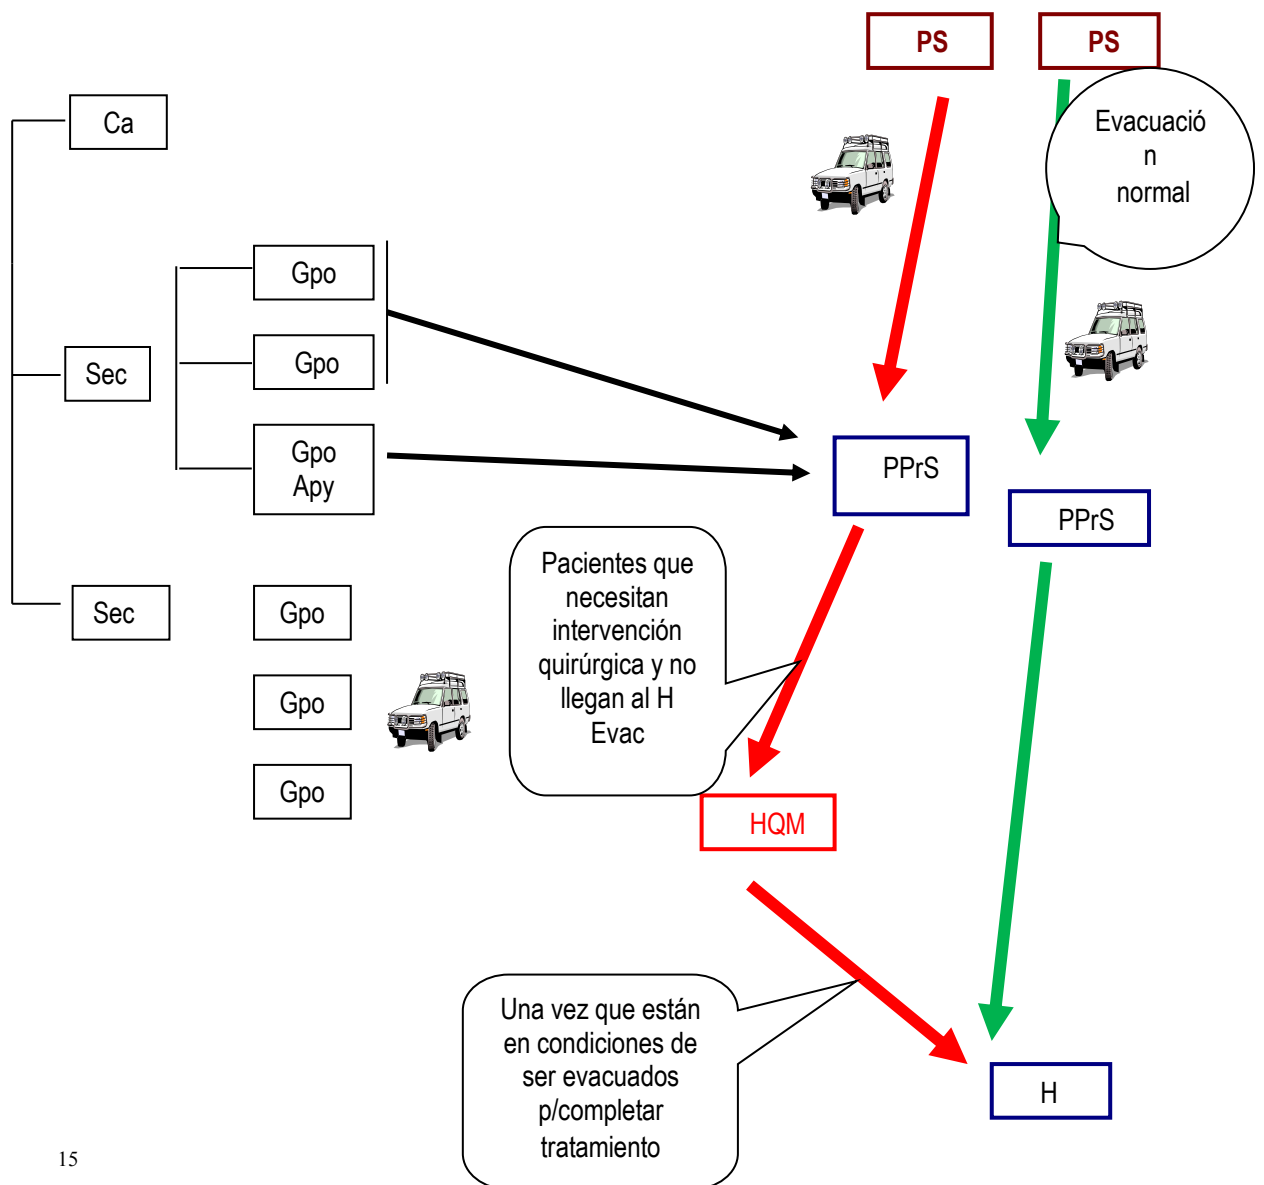 PS
PS
Ca
Evacuació
n
normal
Gpo
Gpo
Sec
Gpo
Apy
PPrS
PPrS
Pacientes que
necesitan
intervención
quirúrgica y no
llegan al H
Evac
Sec
Gpo
Gpo
Gpo
HQM
Una vez que están
en condiciones de
ser evacuados
p/completar
tratamiento
H
15